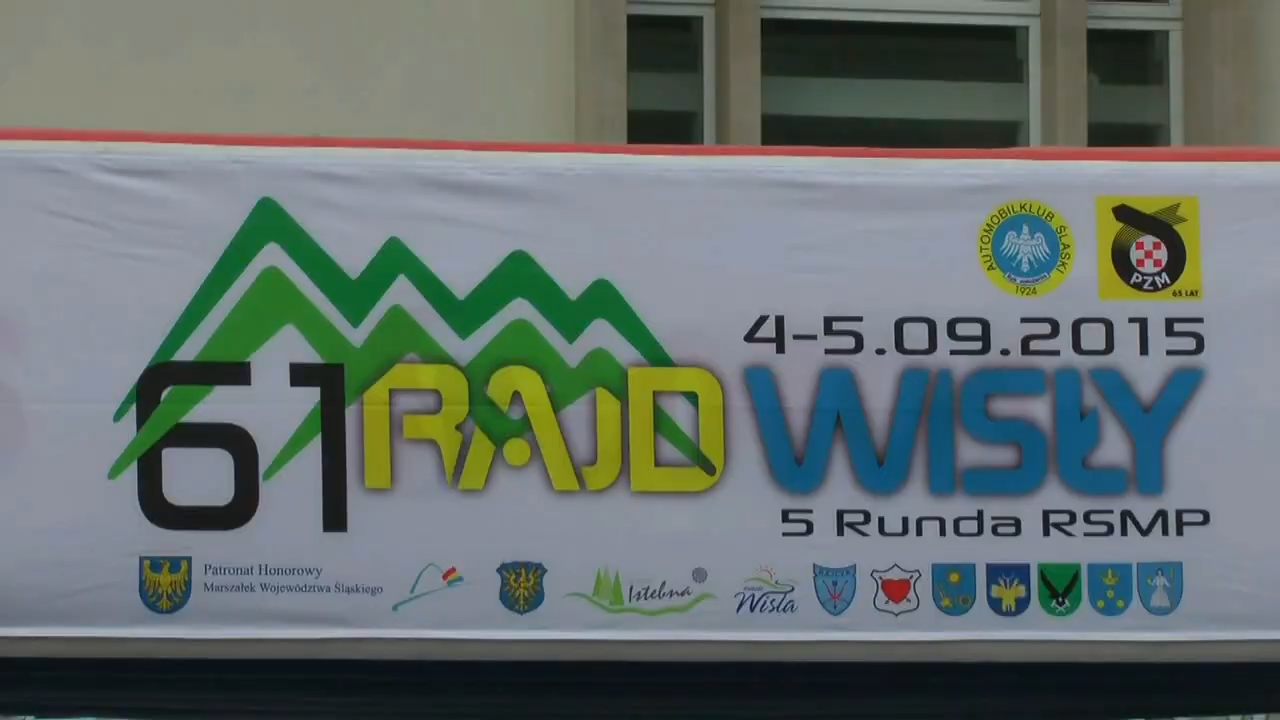 AUTOMOBILKLUB ŚLĄSKI
1924
PZM
65 LAT
4-5.09.2015
61 RAJD WISŁY
5 Runda RSMP
Patronat Honorowy
Marszałek Województwa Śląskiego
Istebna
Wisła